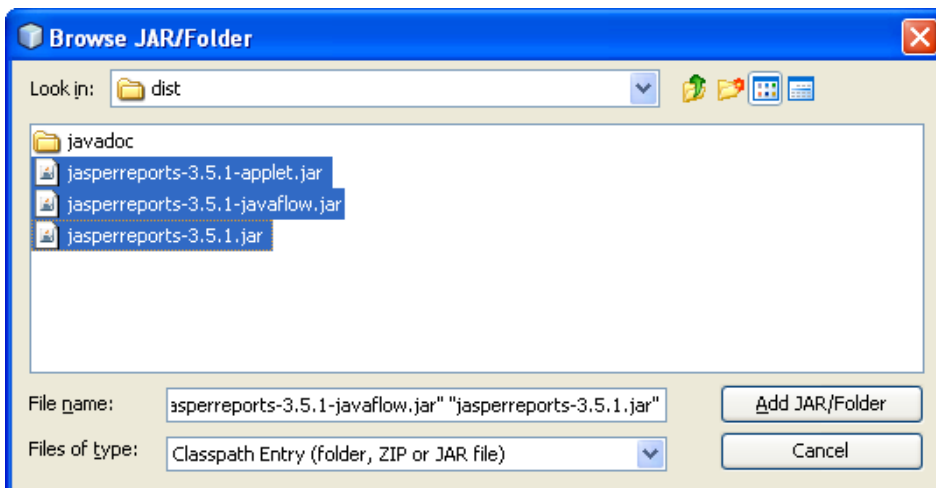 Browse JAR/Folder
Look in: dist
javadoc
jasperreports-3.5.1-applet.jar
jasperreports-3.5.1-javaflow.jar
jasperreports-3.5.1.jar
File name: asperreports-3.5.1-javaflow.jar" "jasperreports-3.5.1.jar" Add JAR/Folder
Files of type: Classpath Entry (folder, ZIP or JAR file) Cancel